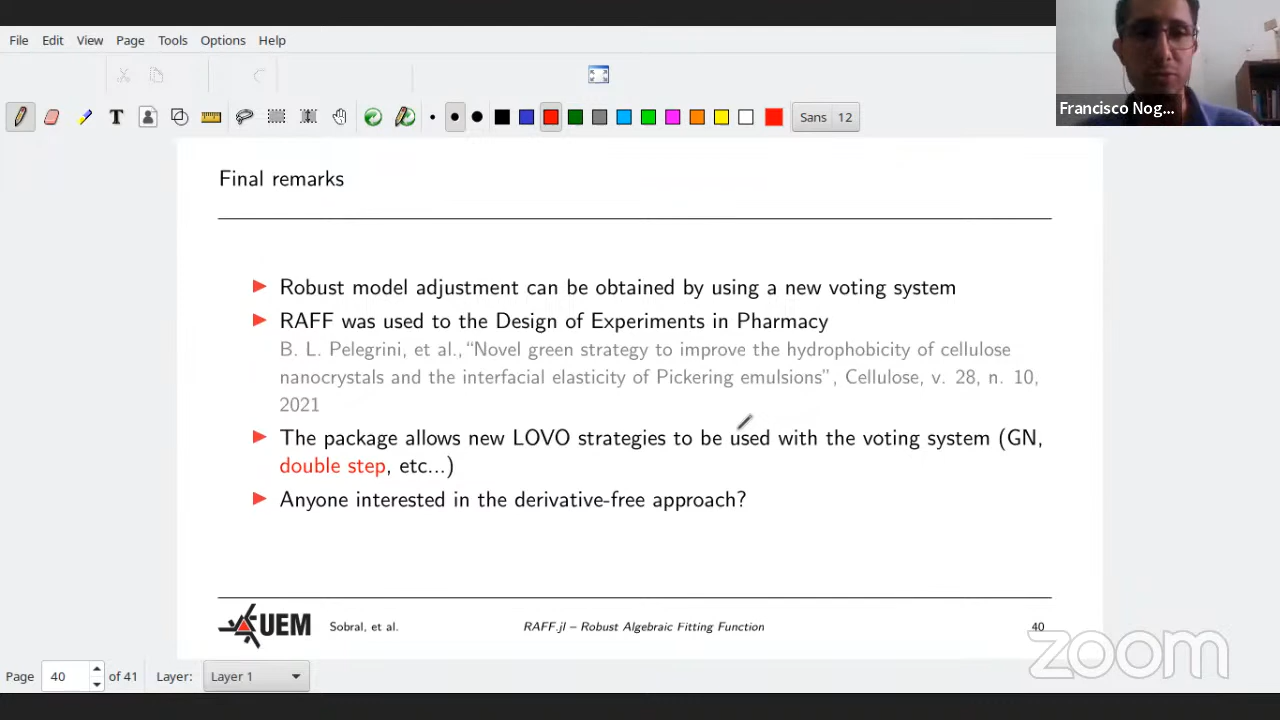 File Edit View Page Tools Options Help
Francisco Nog...
Sans 12
Final remarks
Robust model adjustment can be obtained by using a new voting system
RAFF was used to the Design of Experiments in Pharmacy
B. L. Pelegrini, et al., “Novel green strategy to improve the hydrophobicity of cellulose
nanocrystals and the interfacial elasticity of Pickering emulsions”, Cellulose, v. 28, n. 10,
2021
The package allows new LOVO strategies to be used with the voting system (GN,
double step, etc...)
Anyone interested in the derivative-free approach?
UEM Sobral, et al. RAFF.jl – Robust Algebraic Fitting Function 40
zoom
Page 40 of 41 Layer: Layer 1